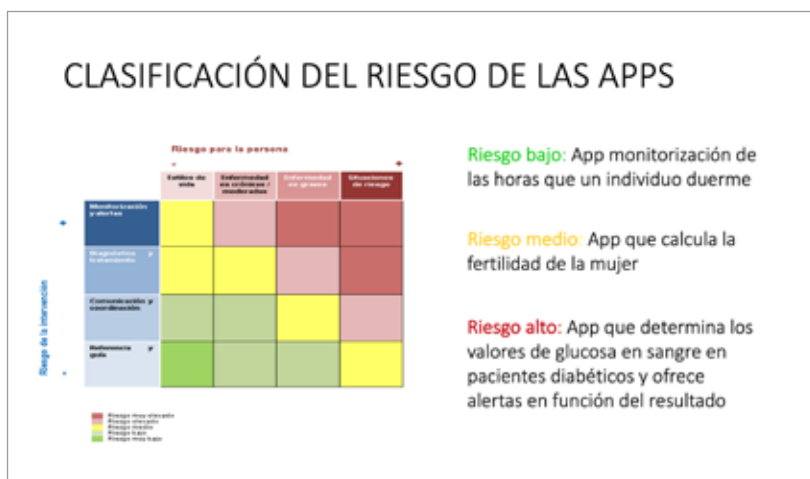 CLASIFICACIÓN DEL RIESGO DE LAS APPS
Riesgo para la persona
- +
Estilos de
vida
Enfermedad
es crónicas /
moderadas
Enfermedad
es graves
Situaciones
de riesgo
Riesgo de la intervención
+
Monitorización
y alertas
Diagnóstico y
tratamiento
Comunicación y
coordinación
-
Referencia y
guía
Riesgo muy elevado
Riesgo elevado
Riesgo medio
Riesgo bajo
Riesgo muy bajo
Riesgo bajo: App monitorización de
las horas que un individuo duerme
Riesgo medio: App que calcula la
fertilidad de la mujer
Riesgo alto: App que determina los
valores de glucosa en sangre en
pacientes diabéticos y ofrece
alertas en función del resultado